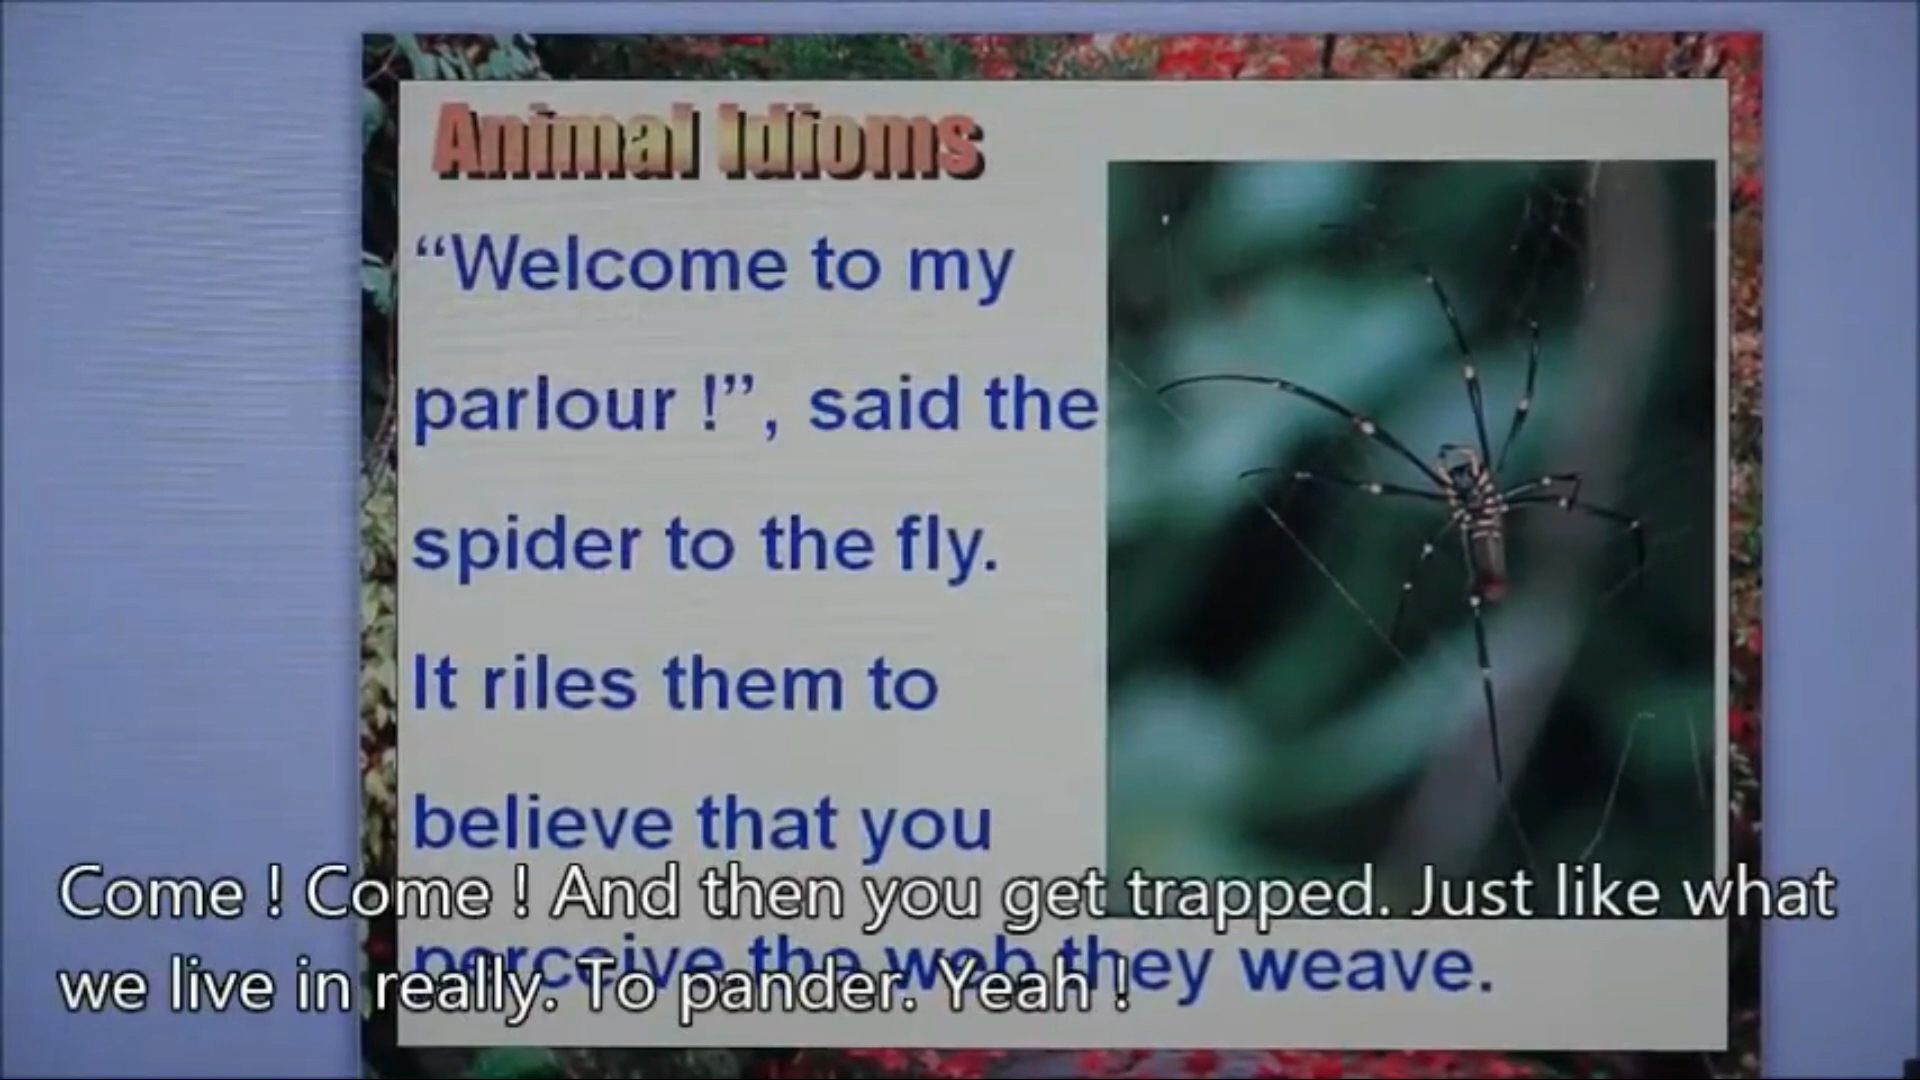 Animal Idioms
“Welcome to my
parlour !”, said the
spider to the fly.
It riles them to
believe that you
perceive the web they weave.
Come ! Come ! And then you get trapped. Just like what
we live in really. To pander. Yeah !